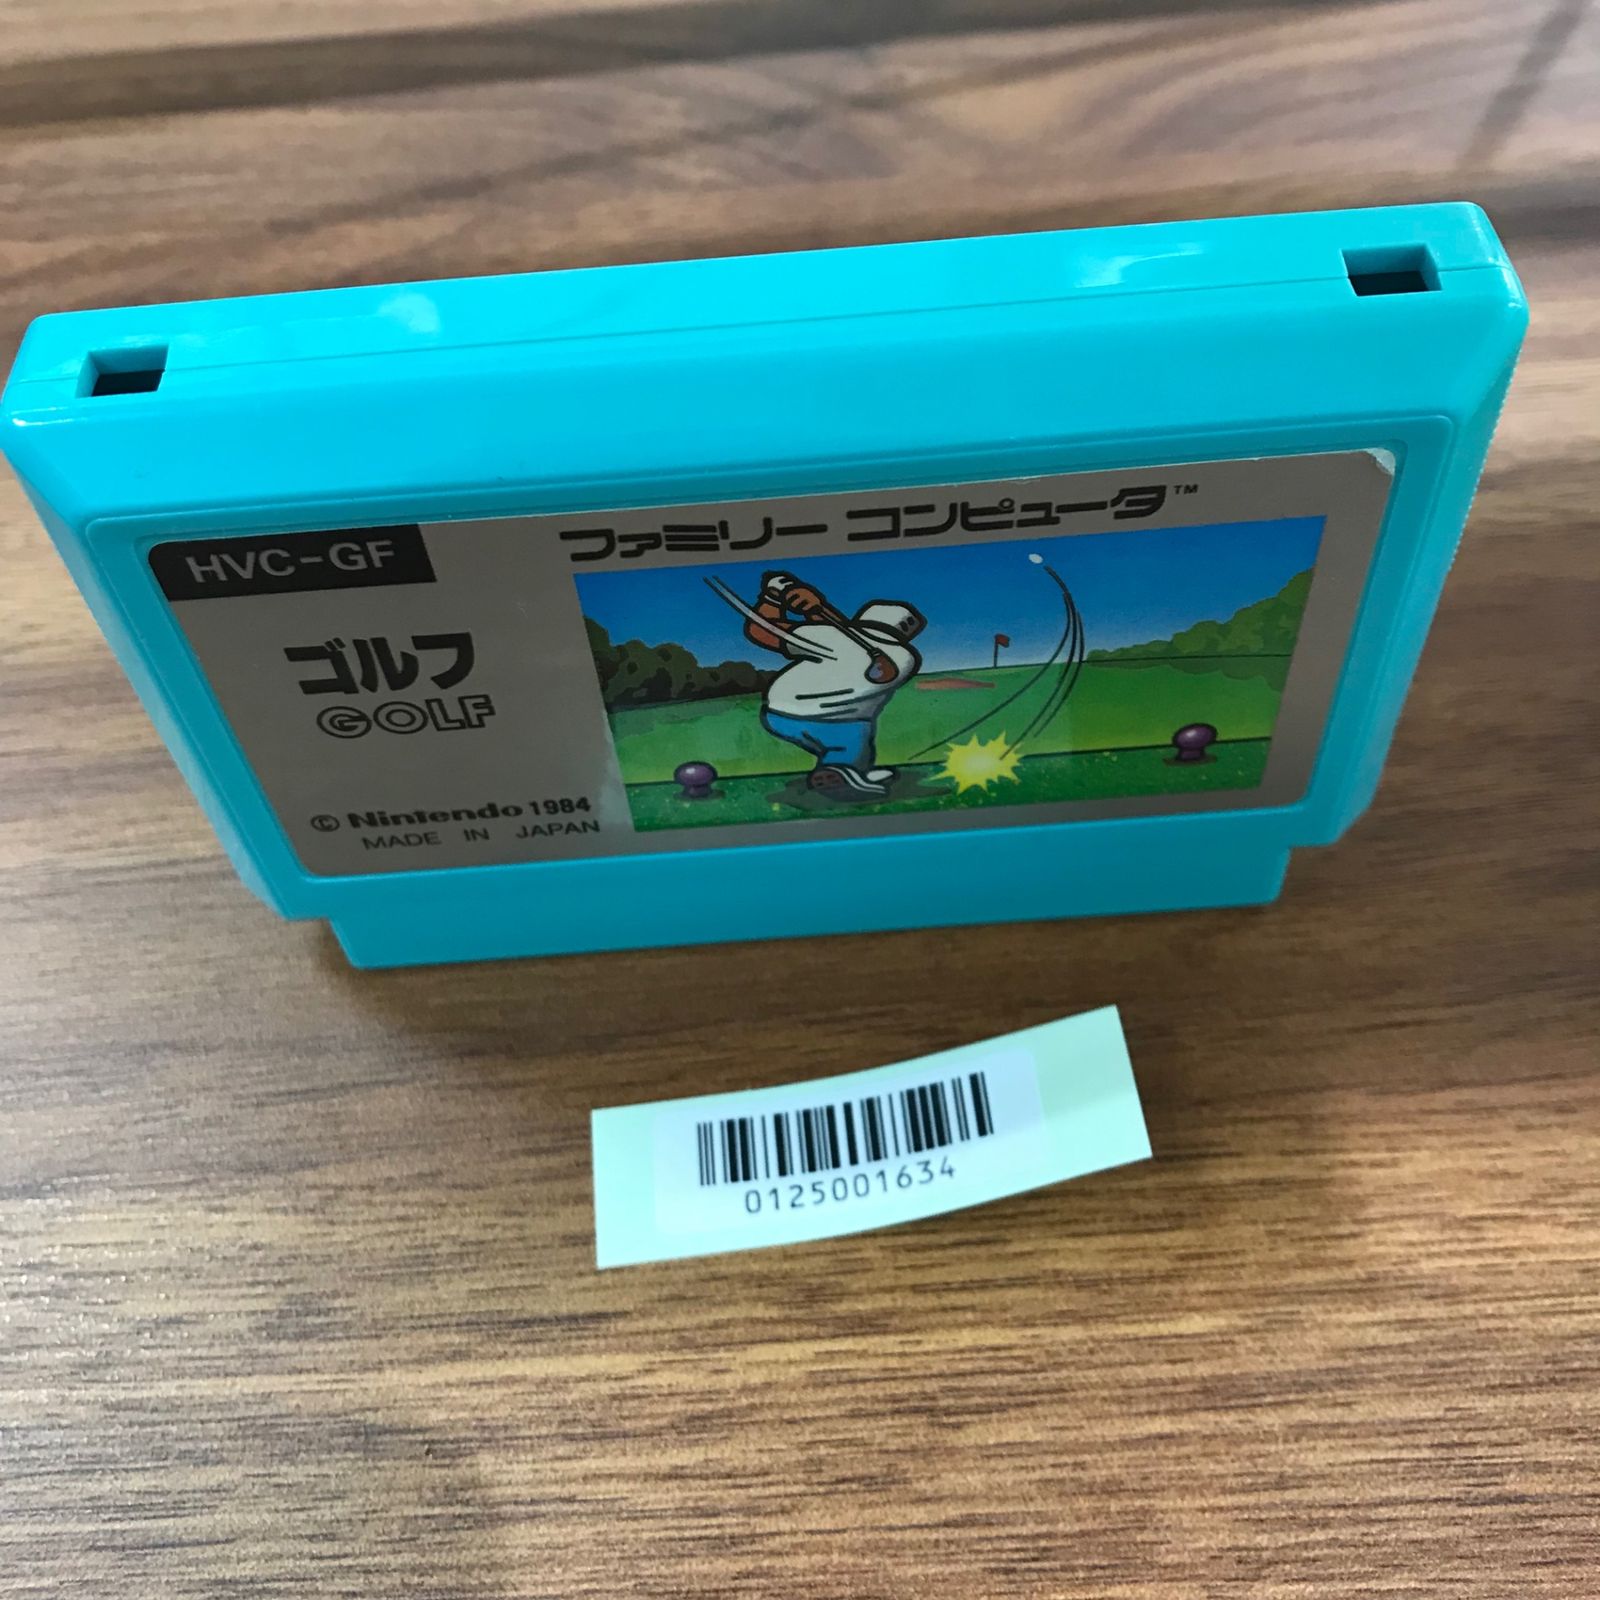 ファミリー コンピュータ™
HVC-GF
ゴルフ
GOLF
© Nintendo 1984
MADE IN JAPAN
0125001634